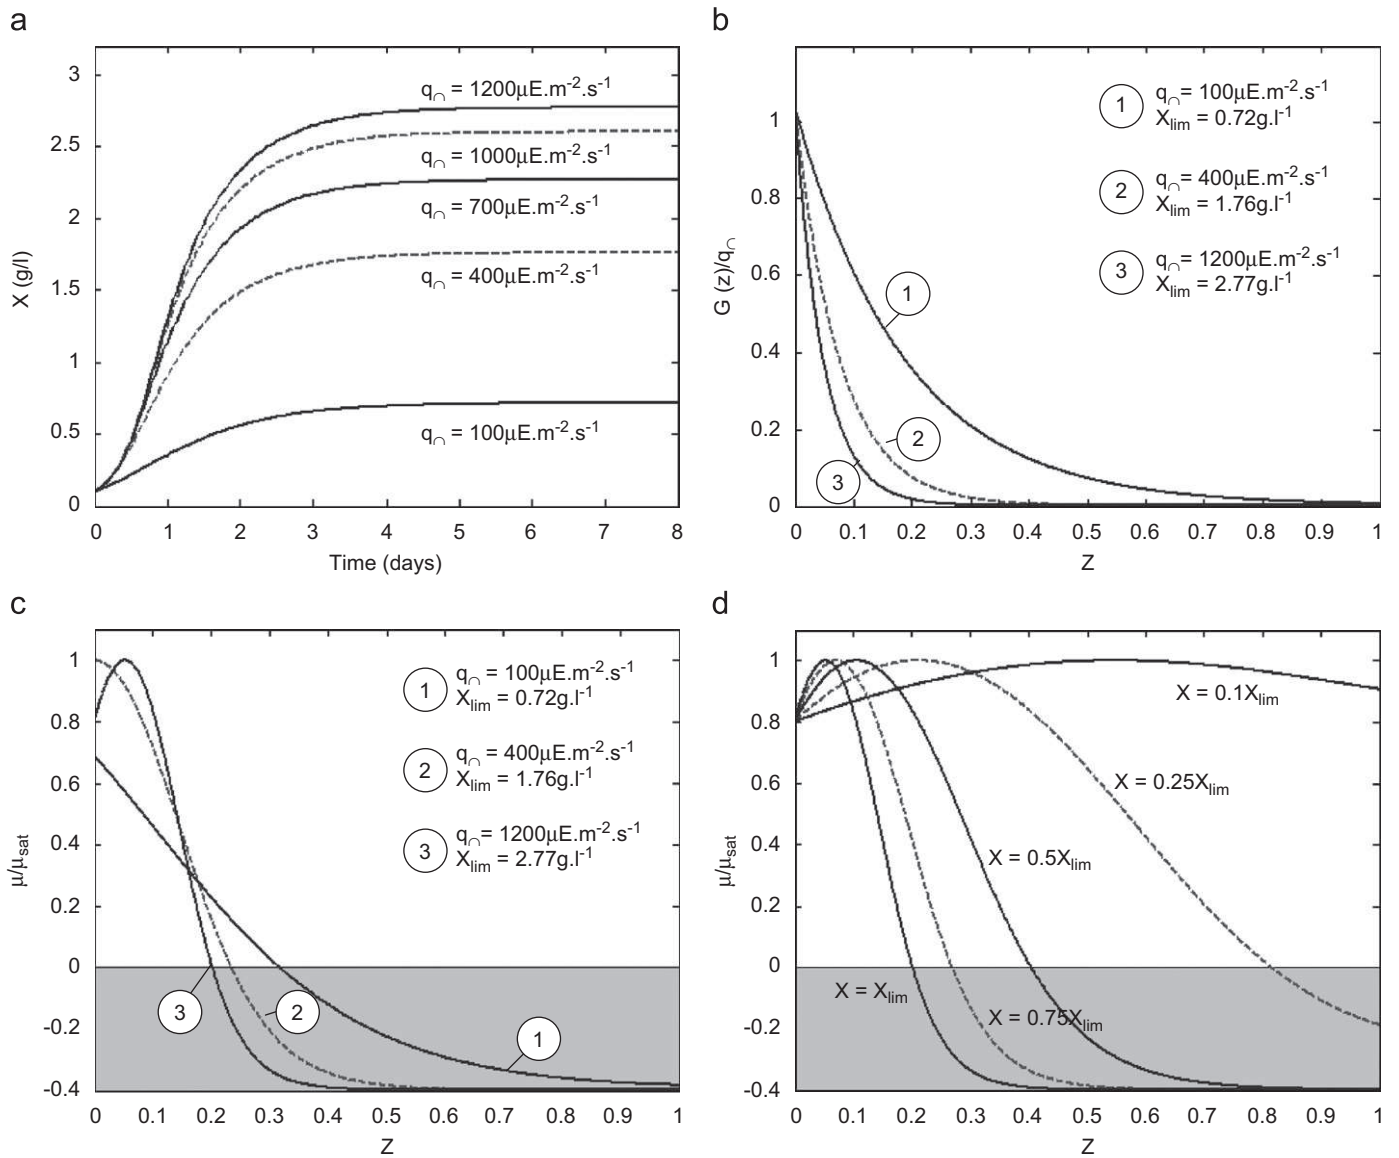 a
3
2.5
2
1.5
1
0.5
0
X (g/l)
q∩ = 1200μE.m-2.s-1
q∩ = 1000μE.m-2.s-1
q∩ = 700μE.m-2.s-1
q∩ = 400μE.m-2.s-1
q∩ = 100μE.m-2.s-1
0 1 2 3 4 5 6 7 8
Time (days)
b
1
0.8
0.6
0.4
0.2
0
G (z)/q∩
1 q∩= 100μE.m-2.s-1
Xlim = 0.72g.l-1
2 q∩= 400μE.m-2.s-1
Xlim = 1.76g.l-1
3 q∩= 1200μE.m-2.s-1
Xlim = 2.77g.l-1
1
2
3
0 0.1 0.2 0.3 0.4 0.5 0.6 0.7 0.8 0.9 1
Z
c
1
0.8
0.6
0.4
0.2
0
-0.2
-0.4
μ/μsat
1 q∩ = 100μE.m-2.s-1
Xlim = 0.72g.l-1
2 q∩ = 400μE.m-2.s-1
Xlim = 1.76g.l-1
3 q∩= 1200μE.m-2.s-1
Xlim = 2.77g.l-1
3
2
1
0 0.1 0.2 0.3 0.4 0.5 0.6 0.7 0.8 0.9 1
Z
d
1
0.8
0.6
0.4
0.2
0
-0.2
-0.4
μ/μsat
X = 0.1Xlim
X = 0.25Xlim
X = 0.5Xlim
X = Xlim
X = 0.75Xlim
0 0.1 0.2 0.3 0.4 0.5 0.6 0.7 0.8 0.9 1
Z